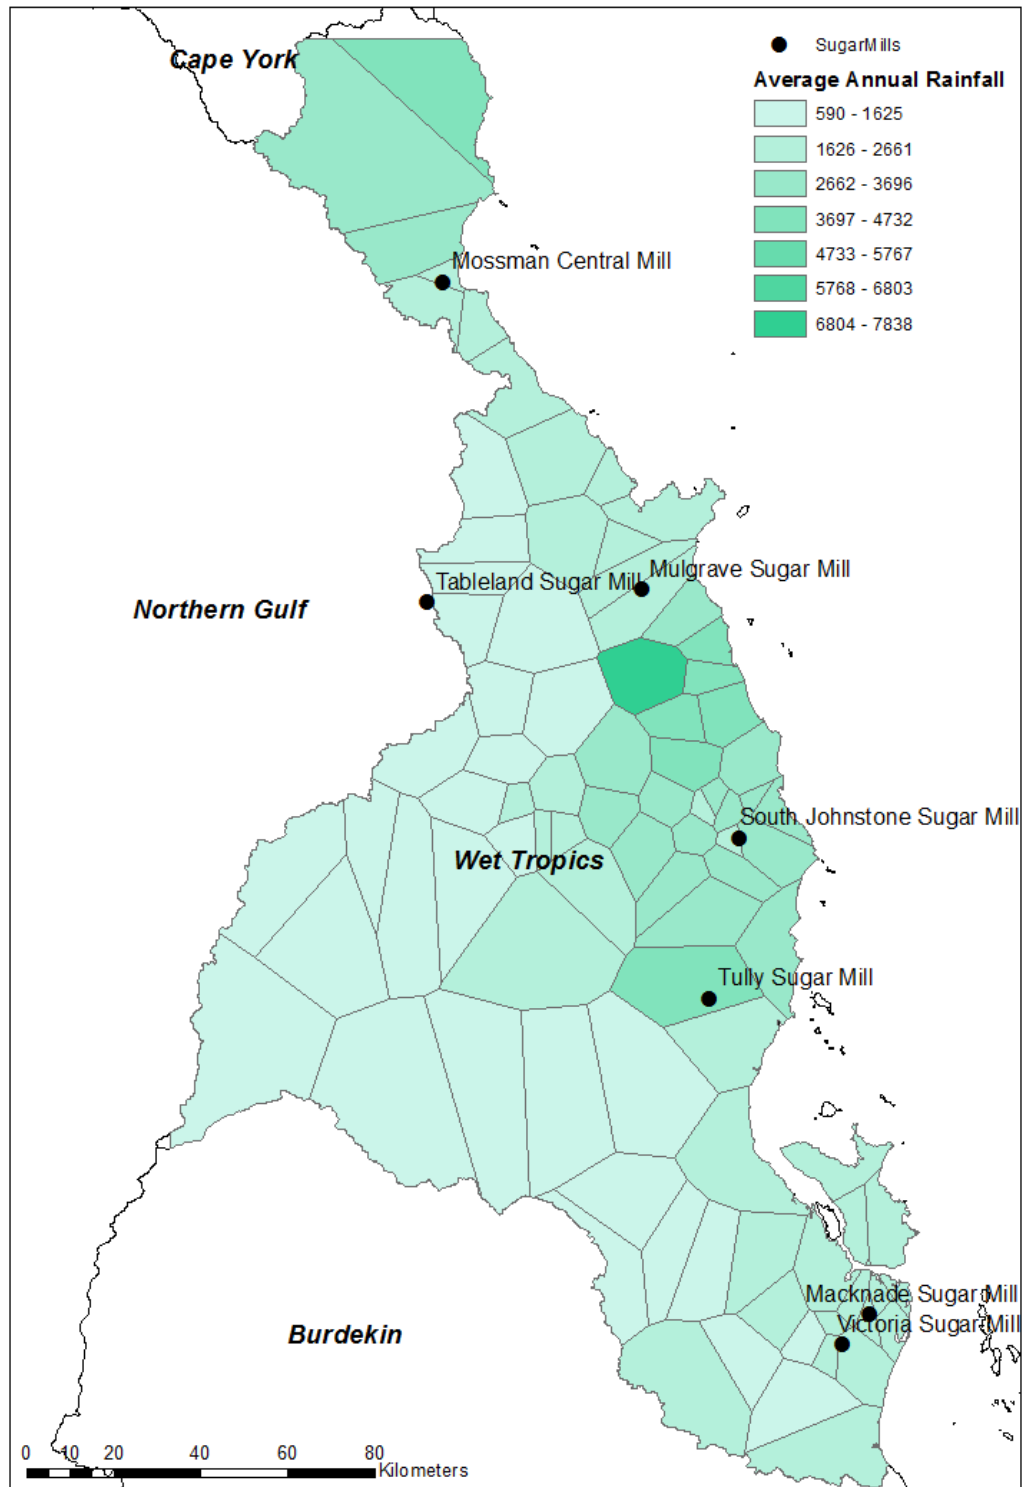 Cape York
SugarMills
Average Annual Rainfall
590 - 1625
1626 - 2661
2662 - 3696
3697 - 4732
4733 - 5767
5768 - 6803
6804 - 7838
Mossman Central Mill
Mulgrave Sugar Mill
Tableland Sugar Mill
Northern Gulf
South Johnstone Sugar Mill
Wet Tropics
Tully Sugar Mill
Macknade Sugar Mill
Victoria Sugar Mill
Burdekin
0 10 20 40 60 80
Kilometers